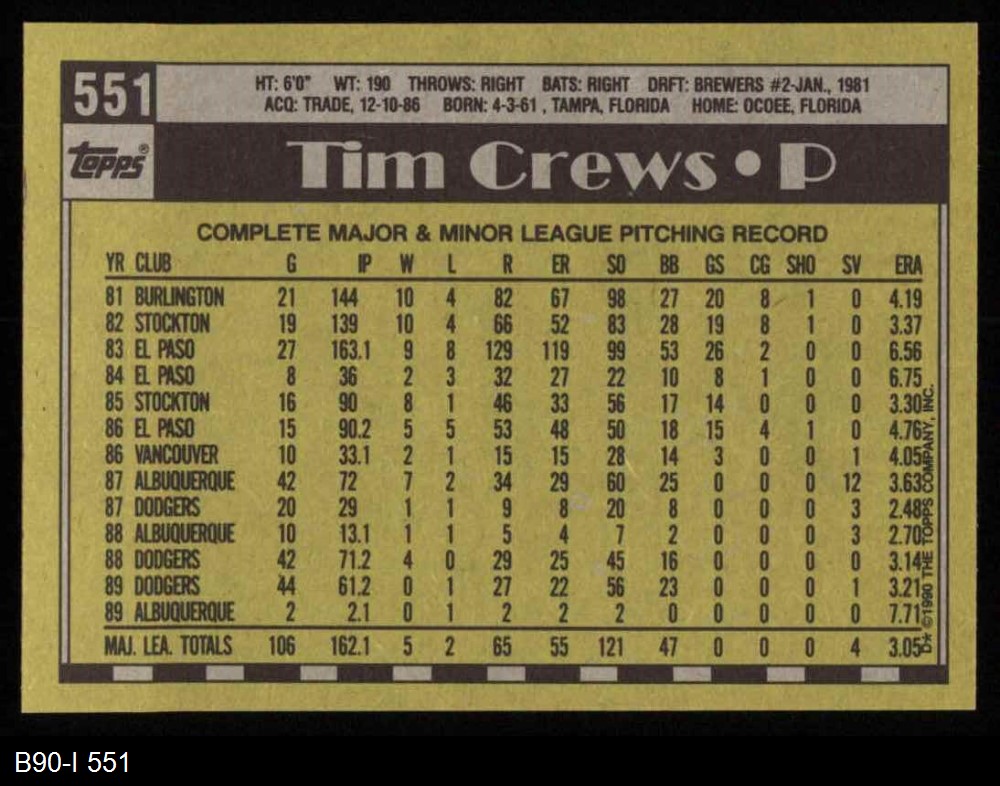 551
HT: 6'0" WT: 190 THROWS: RIGHT BATS: RIGHT DRFT: BREWERS #2-JAN., 1981
ACQ: TRADE, 12-10-86 BORN: 4-3-61 , TAMPA, FLORIDA HOME: OCOEE, FLORIDA
topps®
Tim Crews • P
COMPLETE MAJOR & MINOR LEAGUE PITCHING RECORD
YR CLUB G IP W L R ER SO BB GS CG SHO SV ERA
81 BURLINGTON 21 144 10 4 82 67 98 27 20 8 1 0 4.19
82 STOCKTON 19 139 10 4 66 52 83 28 19 8 1 0 3.37
83 EL PASO 27 163.1 9 8 129 119 99 53 26 2 0 0 6.56
84 EL PASO 8 36 2 3 32 27 22 10 8 1 0 0 6.75
85 STOCKTON 16 90 8 1 46 33 56 17 14 0 0 0 3.30
86 EL PASO 15 90.2 5 5 53 48 50 18 15 4 1 0 4.76
86 VANCOUVER 10 33.1 2 1 15 15 28 14 3 0 0 1 4.05
87 ALBUQUERQUE 42 72 7 2 34 29 60 25 0 0 0 12 3.63
87 DODGERS 20 29 1 1 9 8 20 8 0 0 0 3 2.48
88 ALBUQUERQUE 10 13.1 1 1 5 4 7 2 0 0 0 3 2.70
88 DODGERS 42 71.2 4 0 29 25 45 16 0 0 0 0 3.14
89 DODGERS 44 61.2 0 1 27 22 56 23 0 0 0 1 3.21
89 ALBUQUERQUE 2 2.1 0 1 2 2 2 0 0 0 0 0 7.71
MAJ. LEA. TOTALS 106 162.1 5 2 65 55 121 47 0 0 0 4 3.05
D* ©1990 THE TOPPS COMPANY, INC.
B90-I 551